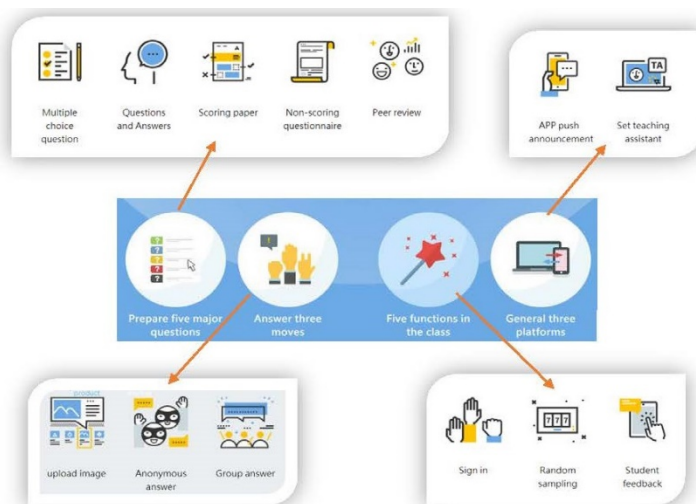 Multiple
choice
question
Questions
and Answers
Scoring paper
Non-scoring
questionnaire
Peer review
APP push
announcement
TA
Set teaching
assistant
Prepare five major
questions
Answer three
moves
Five functions in
the class
General three
platforms
product
upload image
Anonymous
answer
Group answer
Sign in
777
Random
sampling
Student
feedback